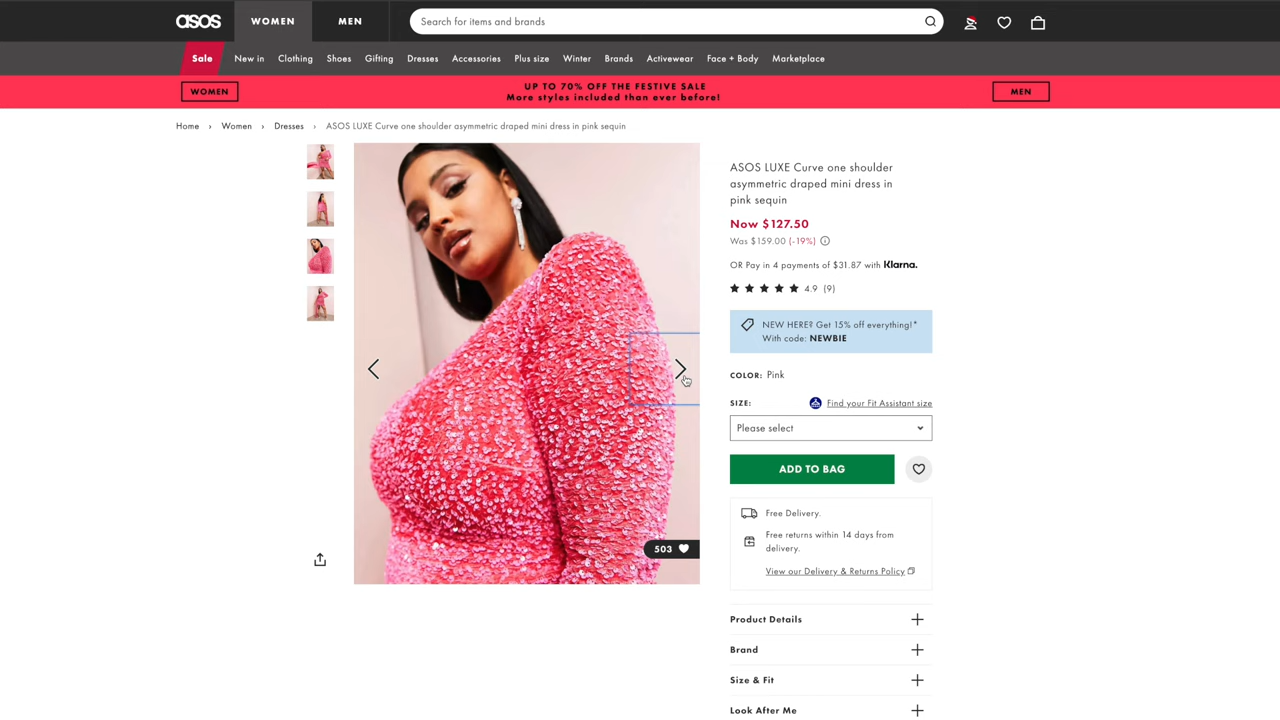 asos
WOMEN
MEN
Search for items and brands
Sale
New in
Clothing
Shoes
Gifting
Dresses
Accessories
Plus size
Winter
Brands
Activewear
Face + Body
Marketplace
WOMEN
UP TO 70% OFF THE FESTIVE SALE
More styles included than ever before!
MEN
Home › Women › Dresses › ASOS LUXE Curve one shoulder asymmetric draped mini dress in pink sequin
503
ASOS LUXE Curve one shoulder
asymmetric draped mini dress in
pink sequin
Now $127.50
Was $159.00 (-19%)
OR Pay in 4 payments of $31.87 with Klarna.
4.9 (9)
NEW HERE? Get 15% off everything!*
With code: NEWBIE
COLOR: Pink
SIZE:
Find your Fit Assistant size
Please select
ADD TO BAG
Free Delivery.
Free returns within 14 days from
delivery.
View our Delivery & Returns Policy
Product Details
Brand
Size & Fit
Look After Me